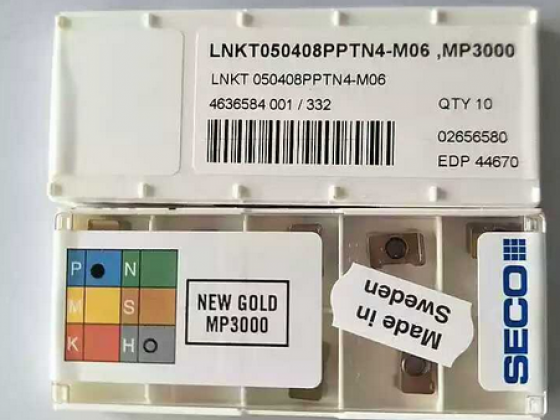 LNKT050408PPTN4-M06 ,MP3000
LNKT 050408PPTN4-M06
4636584 001 / 332
QTY 10
02656580
EDP 44670
P
N
M
S
K
H
NEW GOLD
MP3000
Made in
Sweden
SECO